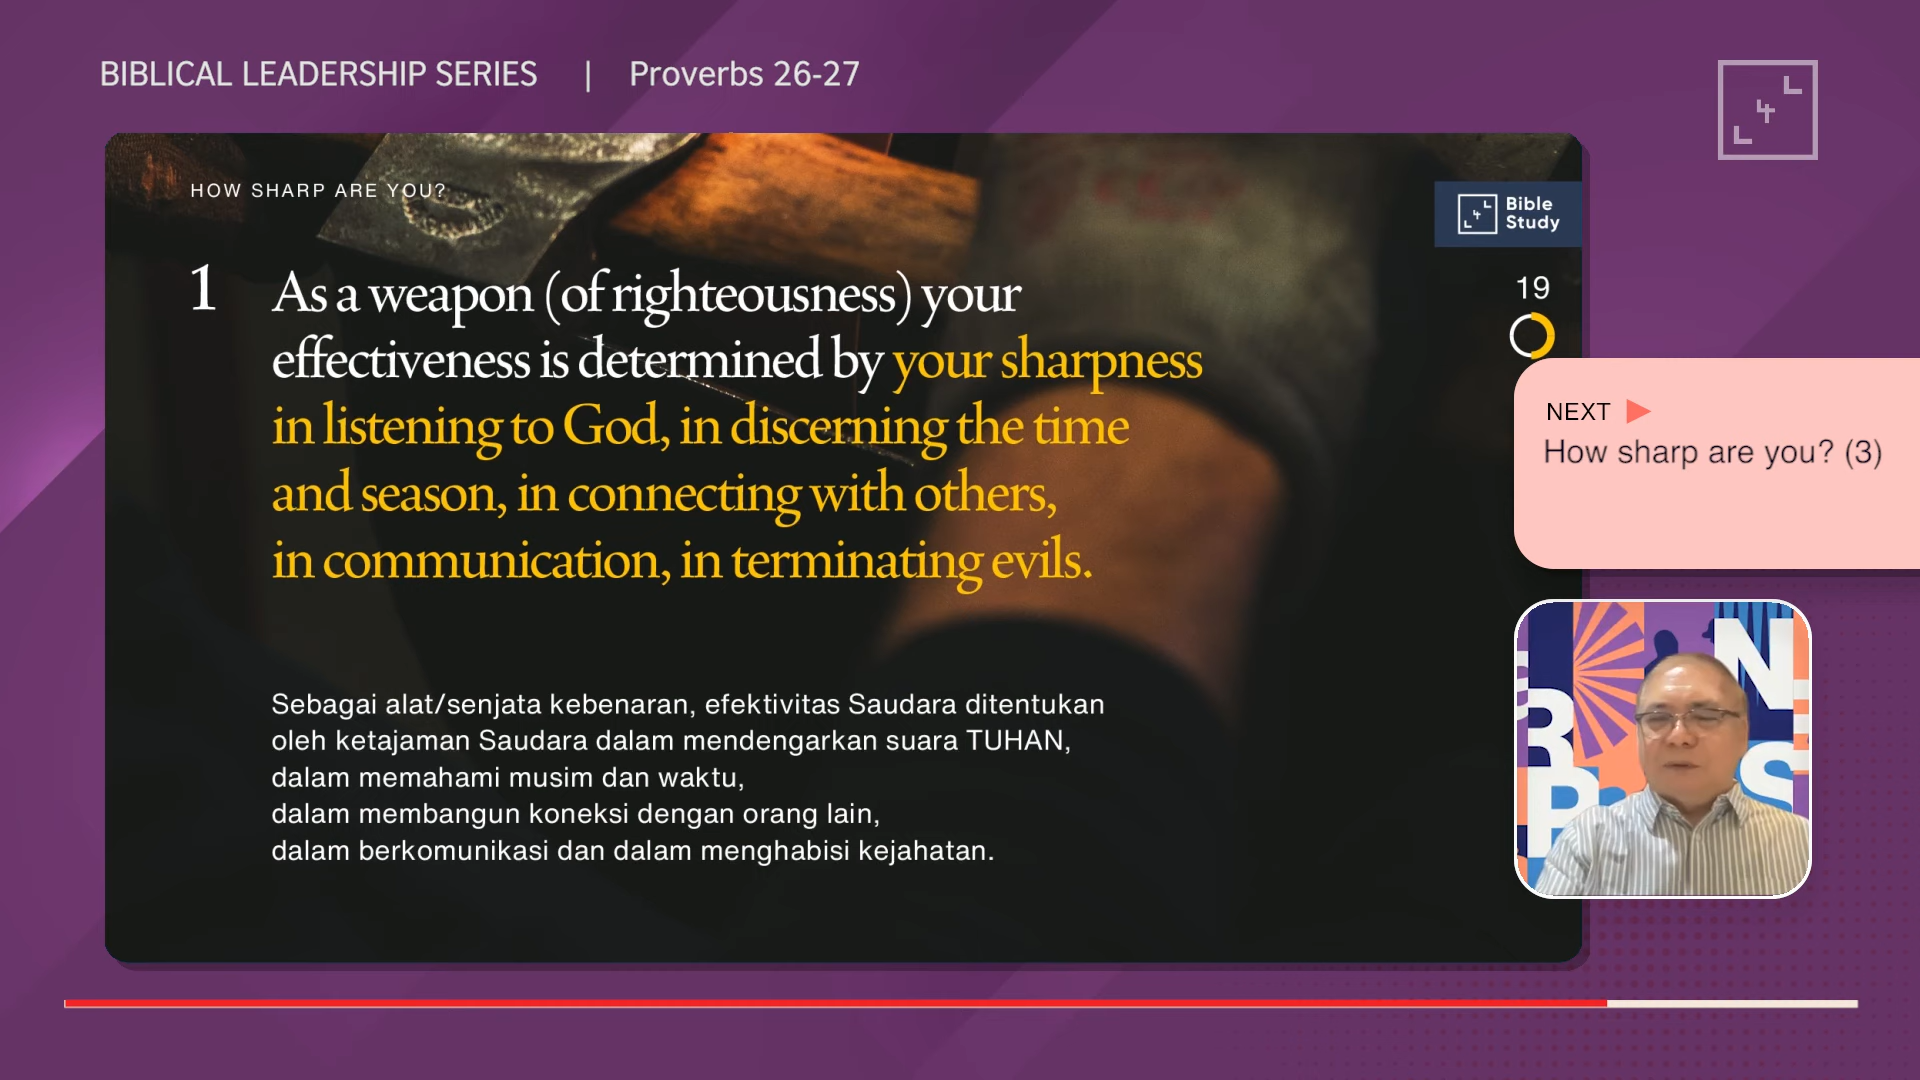 BIBLICAL LEADERSHIP SERIES | Proverbs 26-27
HOW SHARP ARE YOU?
Bible
Study
19
1 As a weapon (of righteousness) your
effectiveness is determined by your sharpness
in listening to God, in discerning the time
and season, in connecting with others,
in communication, in terminating evils.
Sebagai alat/senjata kebenaran, efektivitas Saudara ditentukan
oleh ketajaman Saudara dalam mendengarkan suara TUHAN,
dalam memahami musim dan waktu,
dalam membangun koneksi dengan orang lain,
dalam berkomunikasi dan dalam menghabisi kejahatan.
NEXT
How sharp are you? (3)
N
R
P
S